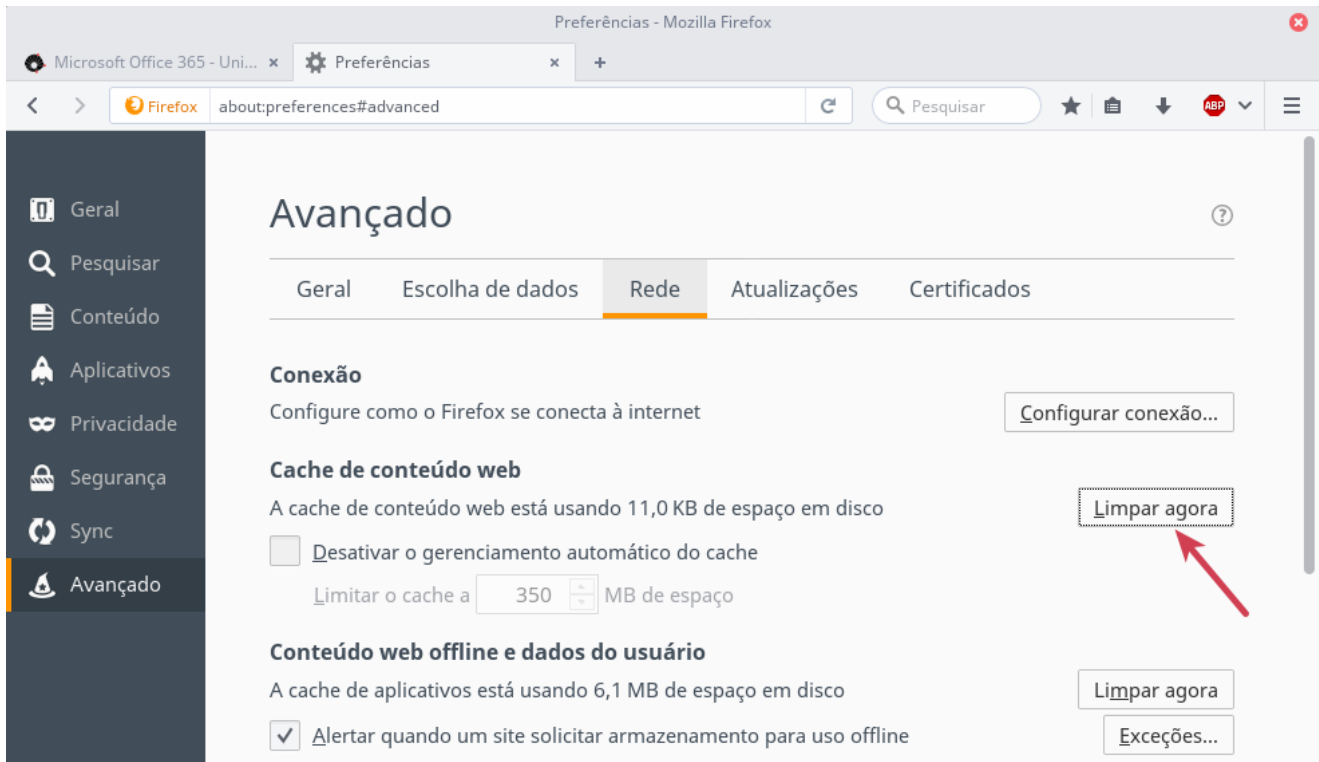 Preferências - Mozilla Firefox
Microsoft Office 365 - Uni... × Preferências × +
Firefox about:preferences#advanced Pesquisar ABP
Geral
Pesquisar
Conteúdo
Aplicativos
Privacidade
Segurança
Sync
Avançado
Avançado ?
Geral Escolha de dados Rede Atualizações Certificados
Conexão
Configure como o Firefox se conecta à internet Configurar conexão...
Cache de conteúdo web
A cache de conteúdo web está usando 11,0 KB de espaço em disco Limpar agora
Desativar o gerenciamento automático do cache
Limitar o cache a 350 MB de espaço
Conteúdo web offline e dados do usuário
A cache de aplicativos está usando 6,1 MB de espaço em disco Limpar agora
Alertar quando um site solicitar armazenamento para uso offline Exceções...